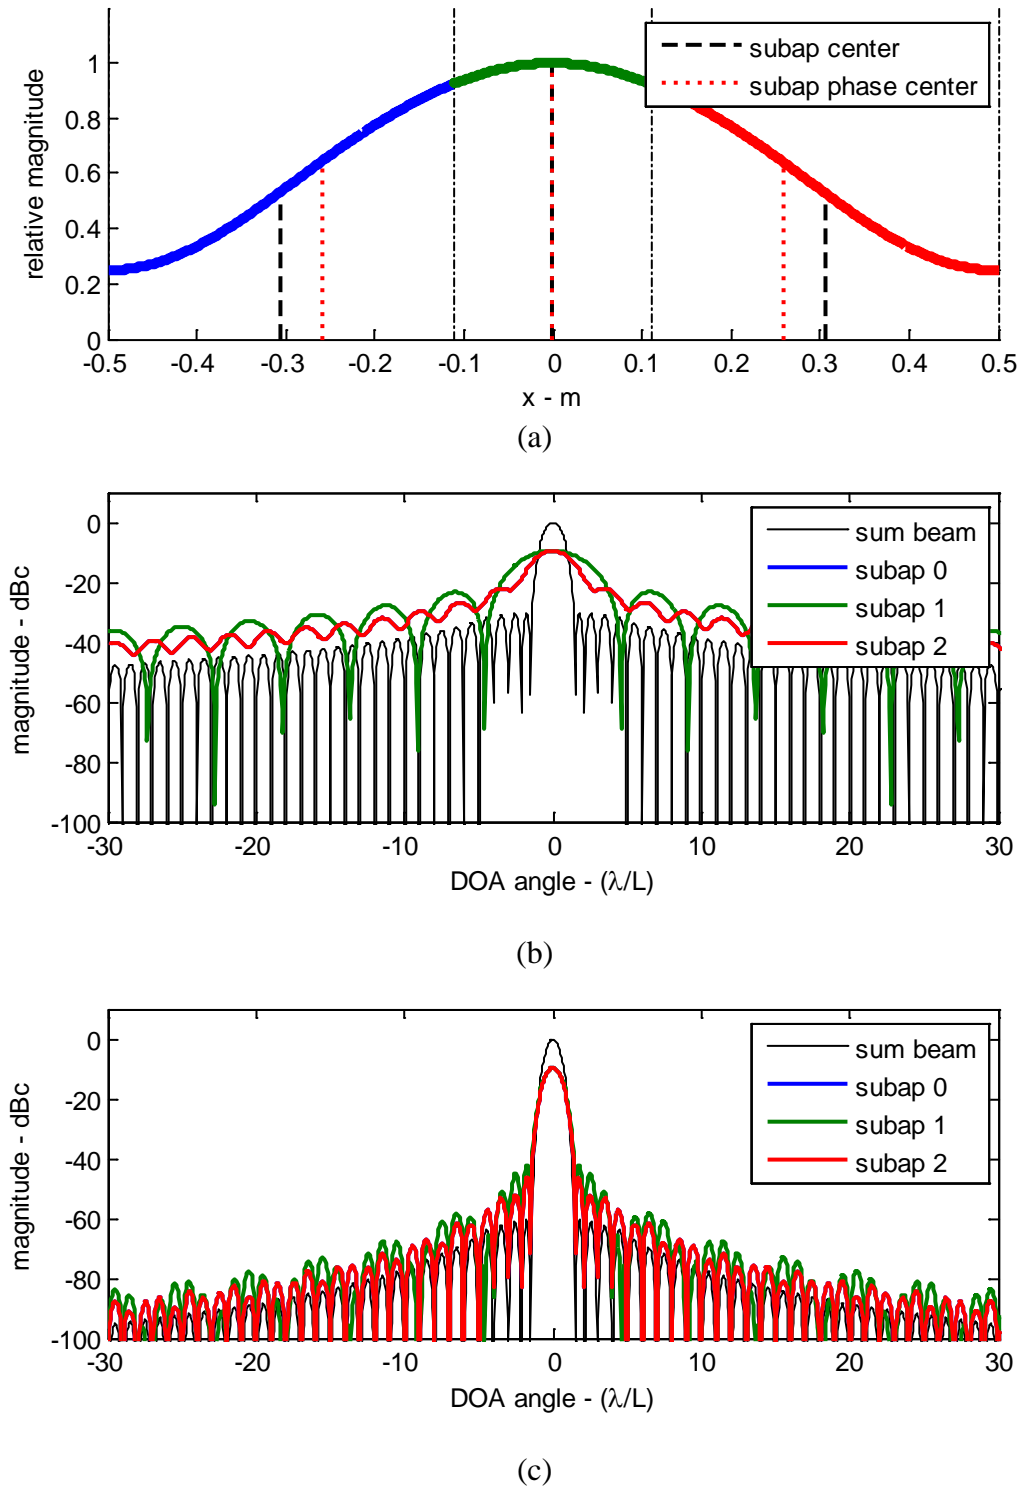 subap center
subap phase center
relative magnitude
1
0.8
0.6
0.4
0.2
0
-0.5
-0.4
-0.3
-0.2
-0.1
0
0.1
0.2
0.3
0.4
0.5
x - m
(a)
sum beam
subap 0
subap 1
subap 2
magnitude - dBc
0
-20
-40
-60
-80
-100
-30
-20
-10
0
10
20
30
DOA angle - (λ/L)
(b)
sum beam
subap 0
subap 1
subap 2
magnitude - dBc
0
-20
-40
-60
-80
-100
-30
-20
-10
0
10
20
30
DOA angle - (λ/L)
(c)